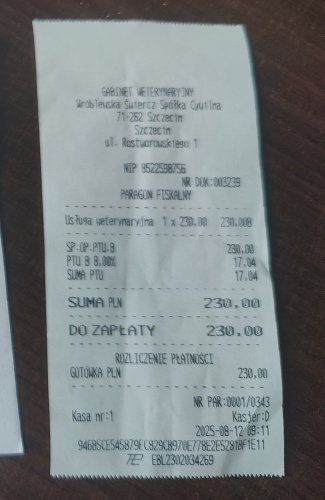 GABINET WETERYNARYJNY
Wróblewska Świercz Spółka Cywilna
71-262 Szczecin
Szczecin
ul. Rostworowskiego 1
NIP 8522598756
NR DOK:003239
PARAGON FISKALNY
Usługa weterynaryjna 1 x 230.00 230.00B
SP.OP.PTU-B 230.00
PTU B 8.00% 17.04
SUMA PTU 17.04
SUMA PLN 230.00
DO ZAPŁATY 230.00
ROZLICZENIE PŁATNOŚCI
GOTÓWKA PLN 230.00
NR PAR:0001/0343
Kasa nr:1 Kasjer:D
2025-08-12 09:11
EBL2302034269